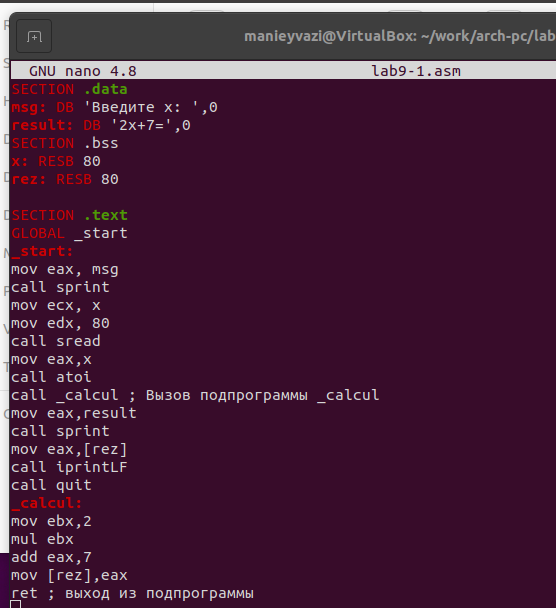 manieyvazi@VirtualBox: ~/work/arch-pc/lab
GNU nano 4.8 lab9-1.asm
SECTION .data
msg: DB 'Введите x: ',0
result: DB '2x+7=',0
SECTION .bss
x: RESB 80
rez: RESB 80
SECTION .text
GLOBAL _start
_start:
mov eax, msg
call sprint
mov ecx, x
mov edx, 80
call sread
mov eax,x
call atoi
call _calcul ; Вызов подпрограммы _calcul
mov eax,result
call sprint
mov eax,[rez]
call iprintLF
call quit
_calcul:
mov ebx,2
mul ebx
add eax,7
mov [rez],eax
ret ; выход из подпрограммы